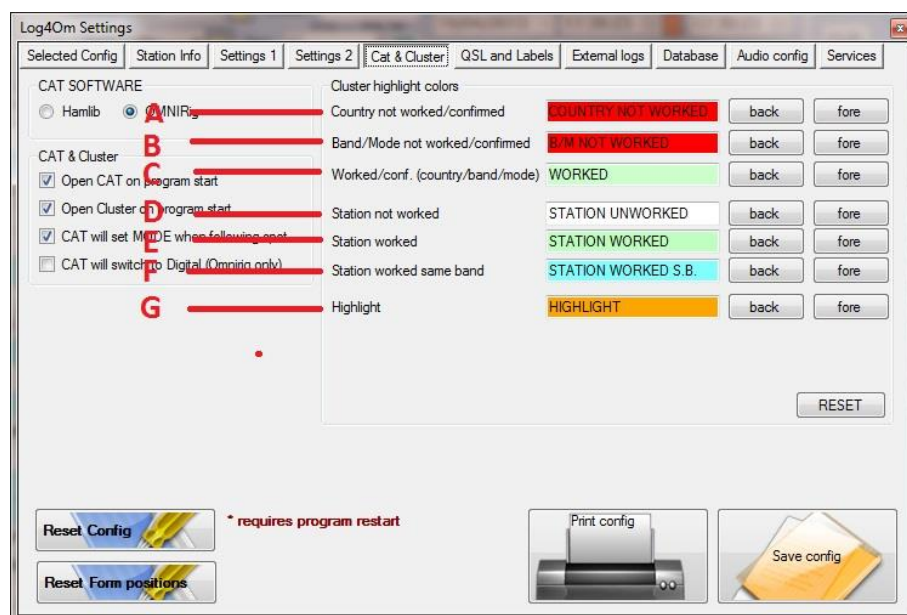 Log4Om Settings
Selected Config Station Info Settings 1 Settings 2 Cat & Cluster QSL and Labels External logs Database Audio config Services
CAT SOFTWARE
Hamlib OMNIRig
CAT & Cluster
Open CAT on program start
Open Cluster on program start
CAT will set MODE when following spot
CAT will switch to Digital (Omnirig only)
A
B
C
D
E
F
G
Cluster highlight colors
Country not worked/confirmed COUNTRY NOT WORKED back fore
Band/Mode not worked/confirmed B/M NOT WORKED back fore
Worked/conf. (country/band/mode) WORKED back fore
Station not worked STATION UNWORKED back fore
Station worked STATION WORKED back fore
Station worked same band STATION WORKED S.B. back fore
Highlight HIGHLIGHT back fore
RESET
Reset Config
* requires program restart
Reset Form positions
Print config
Save config